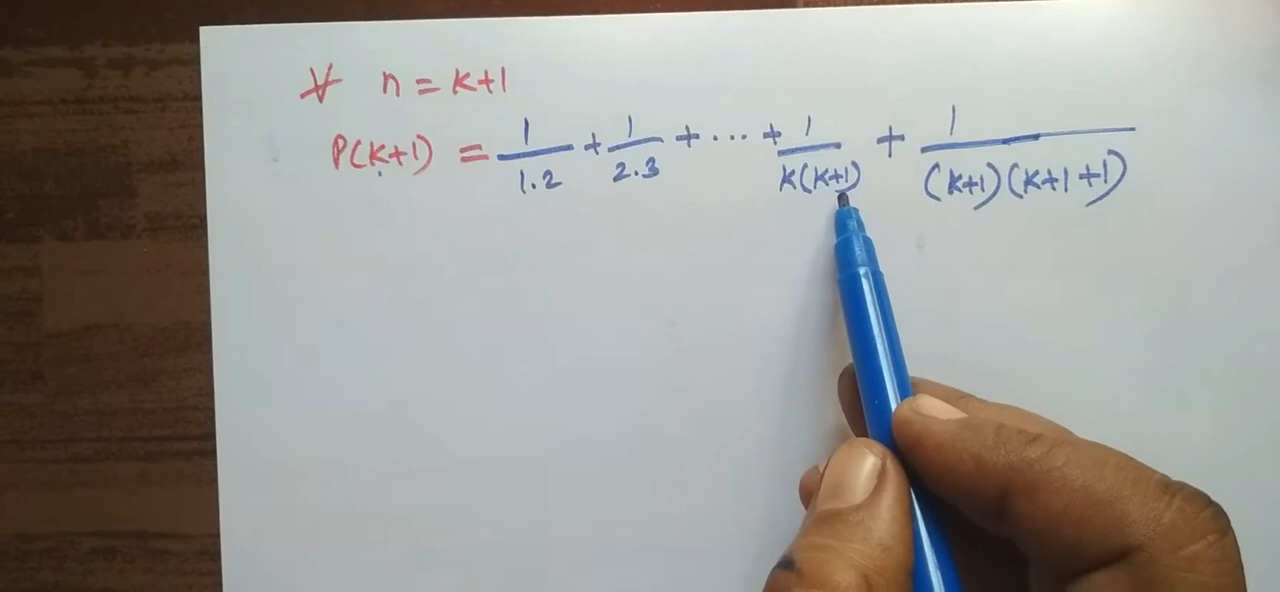 ∀ n = k+1
P(k+1) = 1/1.2 + 1/2.3 + ... + 1/k(k+1) + 1/(k+1)(k+1+1)